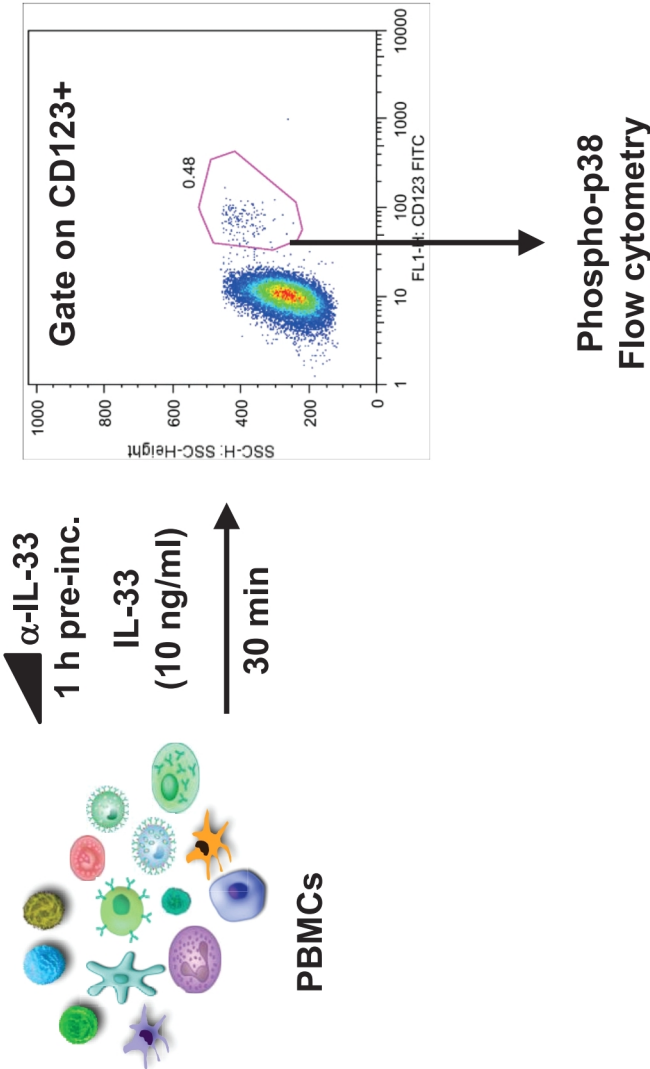 PBMCs
α-IL-33
1 h pre-inc.
IL-33
(10 ng/ml)
30 min
Gate on CD123+
0.48
1000
800
600
400
200
0
SSC-H: SSC-Height
1
10
100
1000
10000
FL1-H: CD123 FITC
Phospho-p38
Flow cytometry